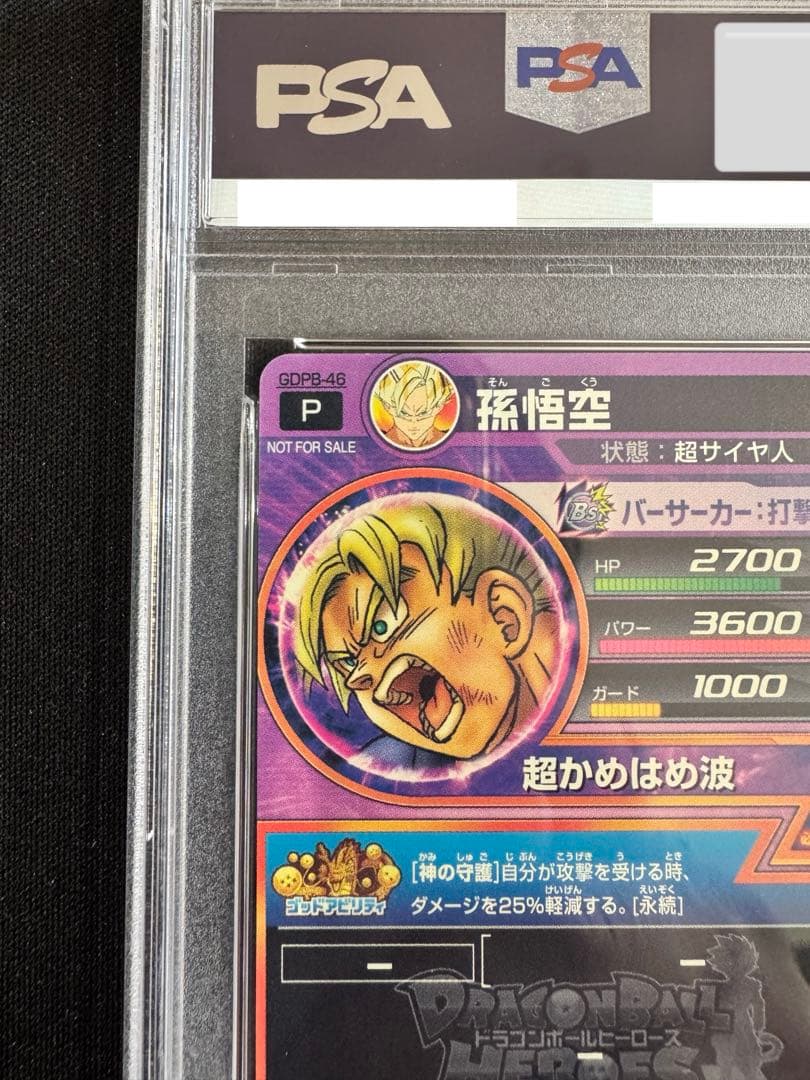 PSA
PSA
GDPB-46
P
NOT FOR SALE
そん ご くう
孫悟空
状態：超サイヤ人
Bs バーサーカー：打撃
HP 2700
パワー 3600
ガード 1000
超かめはめ波
ゴッドアビリティ
かみ しゅご じぶん こうげき う とき
[神の守護]自分が攻撃を受ける時、
けいげん えいぞく
ダメージを25%軽減する。[永続]
DRAGONBALL
ドラゴンボールヒーローズ
HEROES